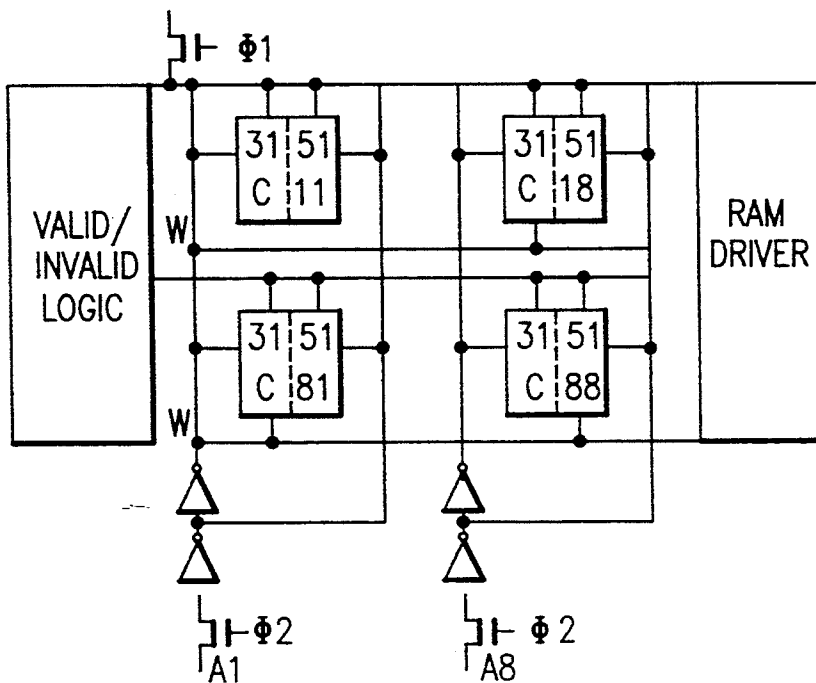 Φ1
31 51
C 11
31 51
C 18
VALID/
INVALID
LOGIC
W
RAM
DRIVER
31 51
C 81
31 51
C 88
W
Φ2
A1
Φ 2
A8